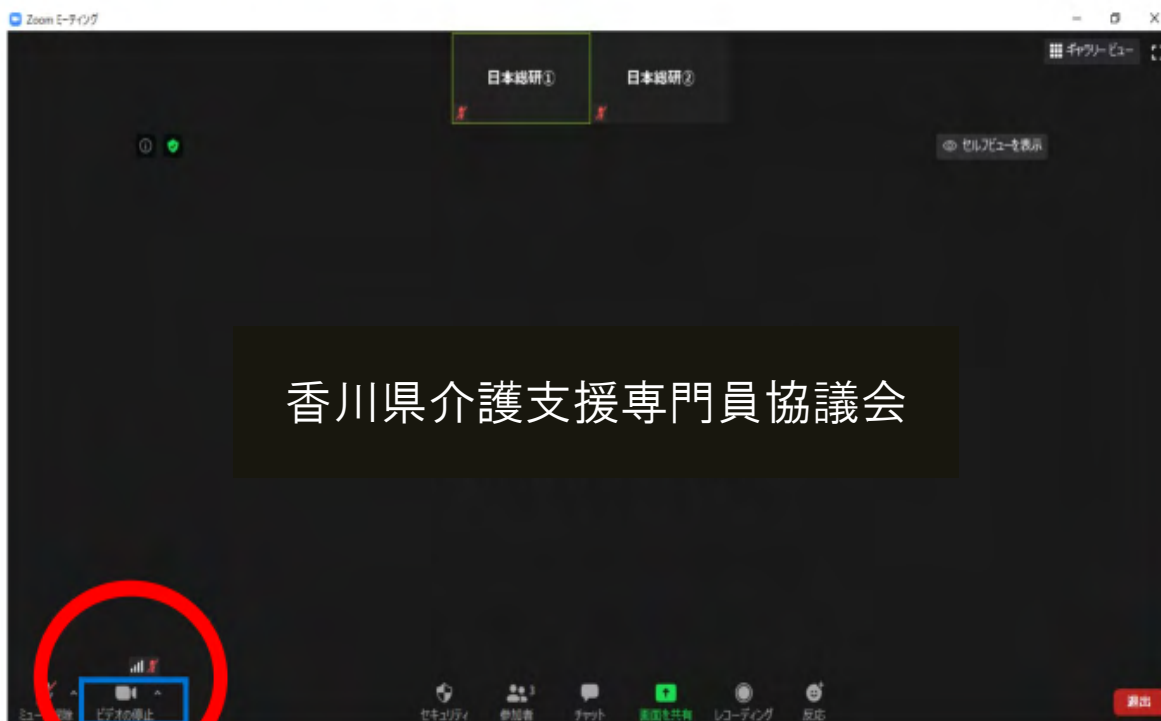 Zoom ミーティング
ギャラリー ビュー
日本総研①
日本総研②
セルフビューを表示
香川県介護支援専門員協議会
ビデオの停止
セキュリティ
参加者
3
チャット
画面を共有
レコーディング
反応
退出